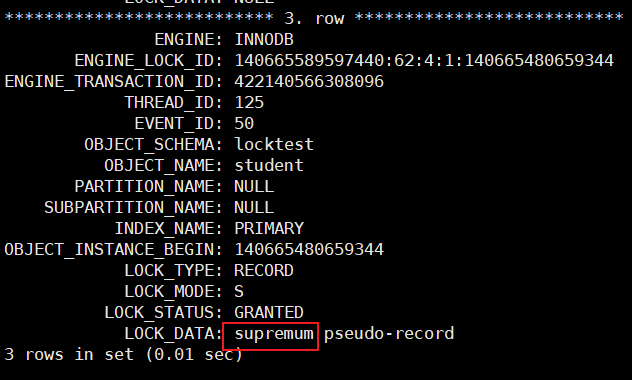 *************************** 3. row ***************************
ENGINE: INNODB
ENGINE_LOCK_ID: 140665589597440:62:4:1:140665480659344
ENGINE_TRANSACTION_ID: 422140566308096
THREAD_ID: 125
EVENT_ID: 50
OBJECT_SCHEMA: locktest
OBJECT_NAME: student
PARTITION_NAME: NULL
SUBPARTITION_NAME: NULL
INDEX_NAME: PRIMARY
OBJECT_INSTANCE_BEGIN: 140665480659344
LOCK_TYPE: RECORD
LOCK_MODE: S
LOCK_STATUS: GRANTED
LOCK_DATA: supremum pseudo-record
3 rows in set (0.01 sec)